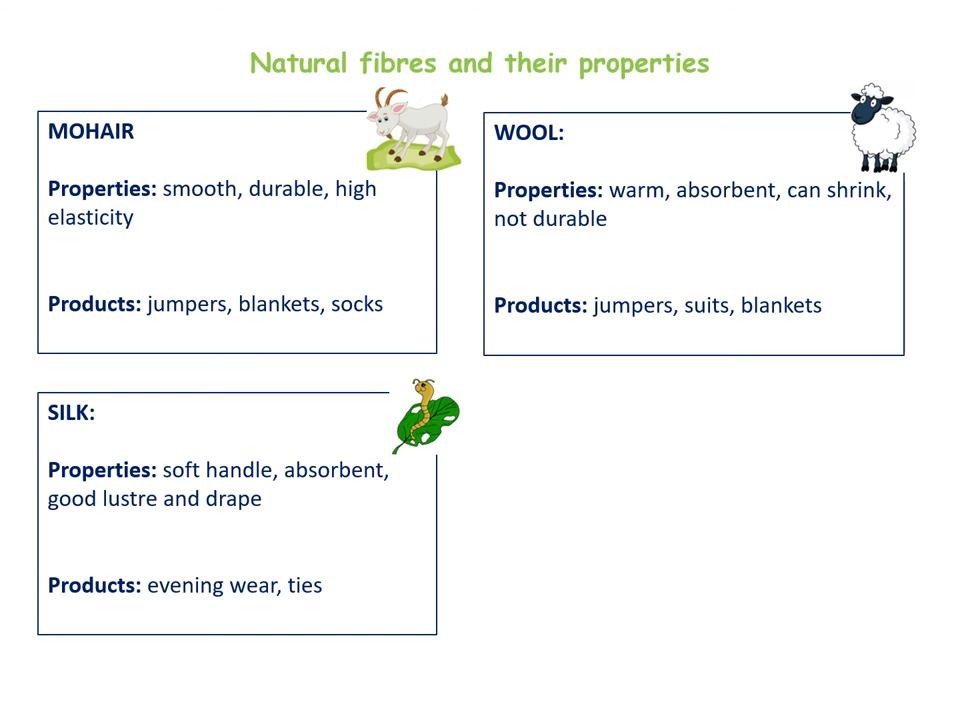 Natural fibres and their properties
MOHAIR
Properties: smooth, durable, high
elasticity
Products: jumpers, blankets, socks
WOOL:
Properties: warm, absorbent, can shrink,
not durable
Products: jumpers, suits, blankets
SILK:
Properties: soft handle, absorbent,
good lustre and drape
Products: evening wear, ties